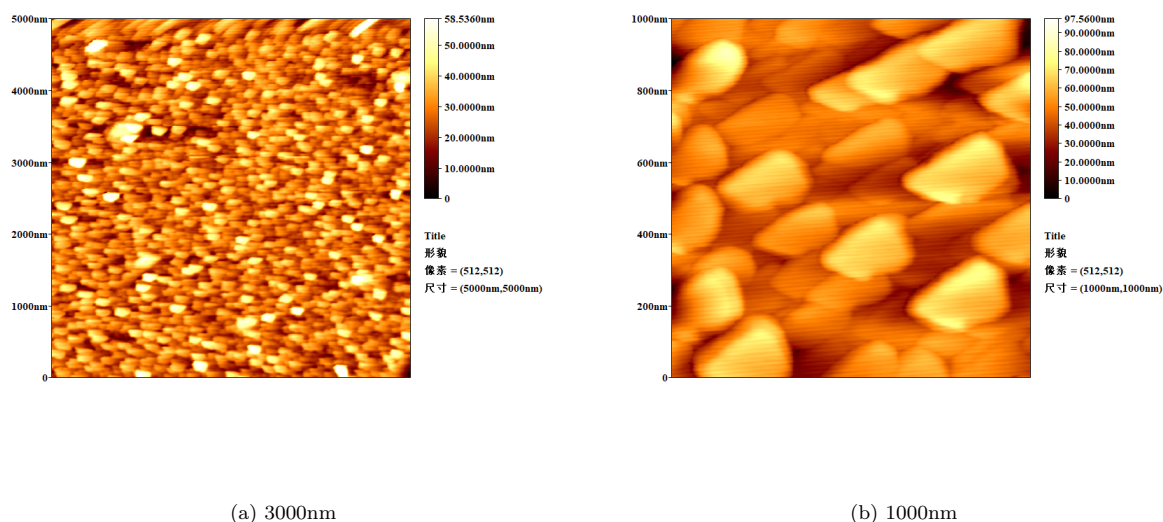 5000nm
4000nm
3000nm
2000nm
1000nm
0
58.5360nm
50.0000nm
40.0000nm
30.0000nm
20.0000nm
10.0000nm
0
Title
形貌
像素 = (512,512)
尺寸 = (5000nm,5000nm)
(a) 3000nm
1000nm
800nm
600nm
400nm
200nm
0
97.5600nm
90.0000nm
80.0000nm
70.0000nm
60.0000nm
50.0000nm
40.0000nm
30.0000nm
20.0000nm
10.0000nm
0
Title
形貌
像素 = (512,512)
尺寸 = (1000nm,1000nm)
(b) 1000nm